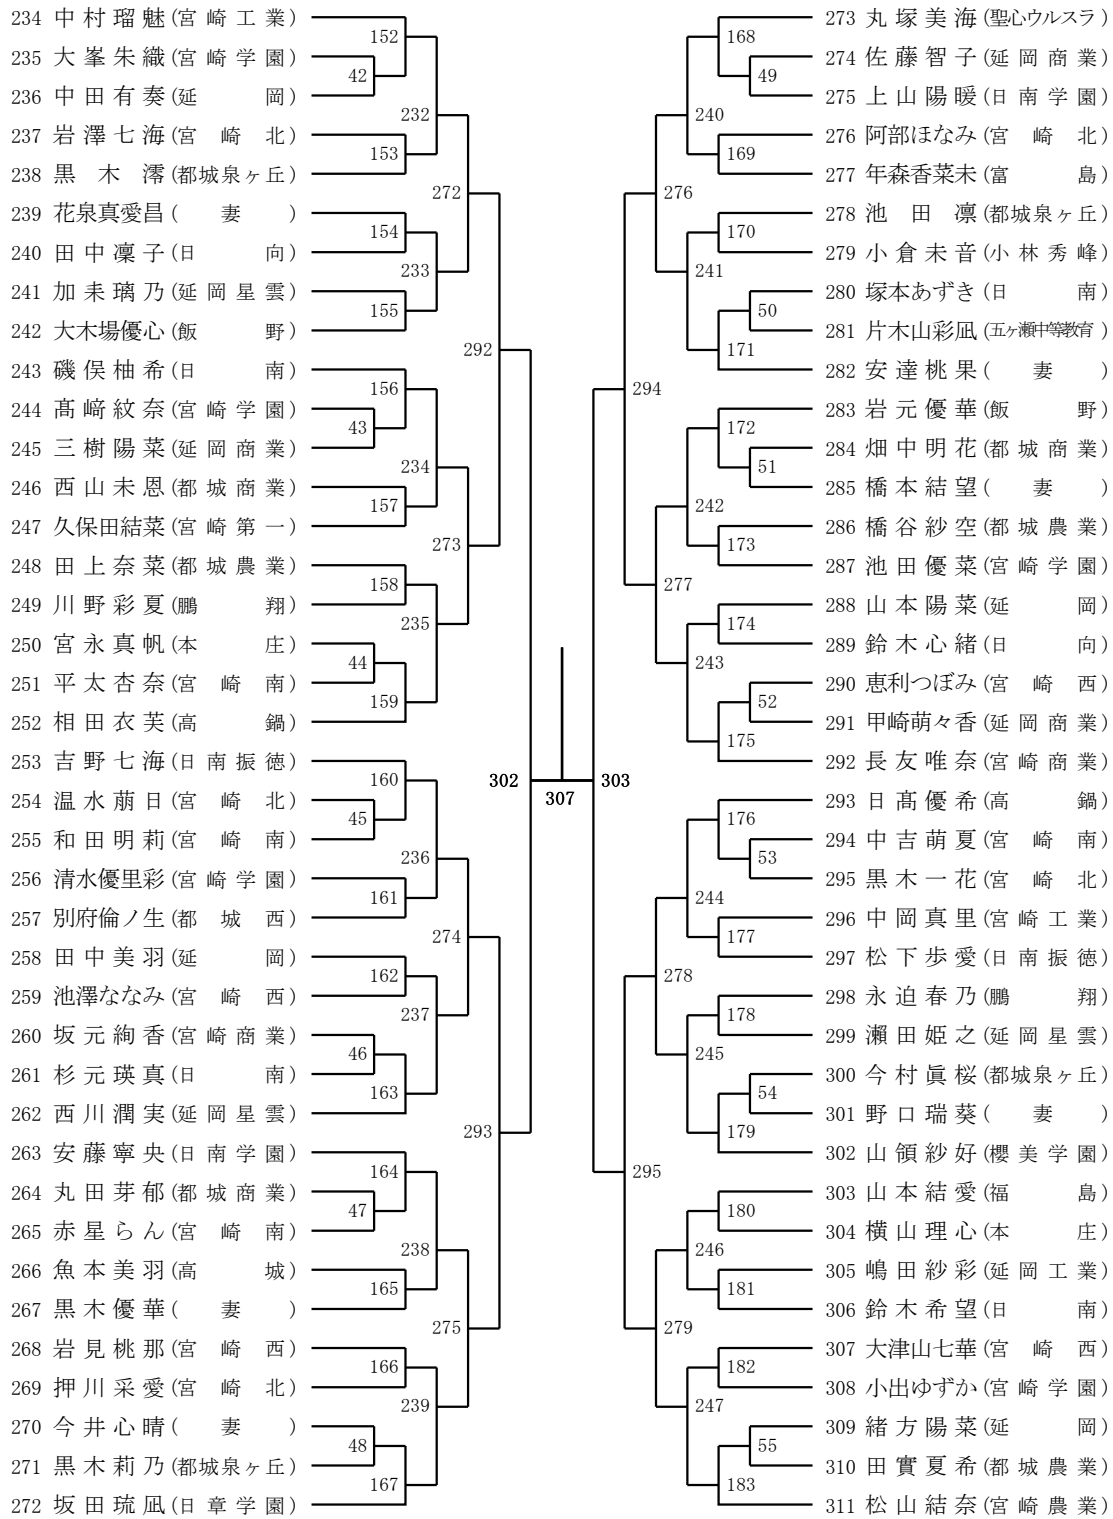 234 中村瑠魅(宮崎工業)
235 大峯朱織(宮崎学園)
236 中田有奏(延岡)
237 岩澤七海(宮崎北)
238 黒木澪(都城泉ヶ丘)
239 花泉真愛昌(妻)
240 田中凜子(日向)
241 加耒璃乃(延岡星雲)
242 大木場優心(飯野)
243 磯俣柚希(日南)
244 髙﨑紋奈(宮崎学園)
245 三樹陽菜(延岡商業)
246 西山未恩(都城商業)
247 久保田結菜(宮崎第一)
248 田上奈菜(都城農業)
249 川野彩夏(鵬翔)
250 宮永真帆(本庄)
251 平太杏奈(宮崎南)
252 相田衣芙(高鍋)
253 吉野七海(日南振徳)
254 温水萠日(宮崎北)
255 和田明莉(宮崎南)
256 清水優里彩(宮崎学園)
257 別府倫ノ生(都城西)
258 田中美羽(延岡)
259 池澤ななみ(宮崎西)
260 坂元絢香(宮崎商業)
261 杉元瑛真(日南)
262 西川潤実(延岡星雲)
263 安藤寧央(日南学園)
264 丸田芽郁(都城商業)
265 赤星らん(宮崎南)
266 魚本美羽(高城)
267 黒木優華(妻)
268 岩見桃那(宮崎西)
269 押川采愛(宮崎北)
270 今井心晴(妻)
271 黒木莉乃(都城泉ヶ丘)
272 坂田琉凪(日章学園)
152
42
232
153
272
154
233
155
292
156
43
234
157
273
158
235
44
159
160
45
236
161
274
162
237
46
163
293
164
47
238
165
275
166
239
48
167
302
307
303
168
49
240
169
276
170
241
50
171
294
172
51
242
173
277
174
243
52
175
176
53
244
177
278
178
245
54
179
295
180
246
181
279
182
247
55
183
273 丸塚美海(聖心ウルスラ)
274 佐藤智子(延岡商業)
275 上山陽暖(日南学園)
276 阿部ほなみ(宮崎北)
277 年森香菜未(富島)
278 池田凛(都城泉ヶ丘)
279 小倉未音(小林秀峰)
280 塚本あずき(日南)
281 片木山彩凪(五ヶ瀬中等教育)
282 安達桃果(妻)
283 岩元優華(飯野)
284 畑中明花(都城商業)
285 橋本結望(妻)
286 橋谷紗空(都城農業)
287 池田優菜(宮崎学園)
288 山本陽菜(延岡)
289 鈴木心緒(日向)
290 恵利つぼみ(宮崎西)
291 甲崎萌々香(延岡商業)
292 長友唯奈(宮崎商業)
293 日髙優希(高鍋)
294 中吉萌夏(宮崎南)
295 黒木一花(宮崎北)
296 中岡真里(宮崎工業)
297 松下歩愛(日南振徳)
298 永迫春乃(鵬翔)
299 瀨田姫之(延岡星雲)
300 今村眞桜(都城泉ヶ丘)
301 野口瑞葵(妻)
302 山領紗好(櫻美学園)
303 山本結愛(福島)
304 横山理心(本庄)
305 嶋田紗彩(延岡工業)
306 鈴木希望(日南)
307 大津山七華(宮崎西)
308 小出ゆずか(宮崎学園)
309 緒方陽菜(延岡)
310 田實夏希(都城農業)
311 松山結奈(宮崎農業)